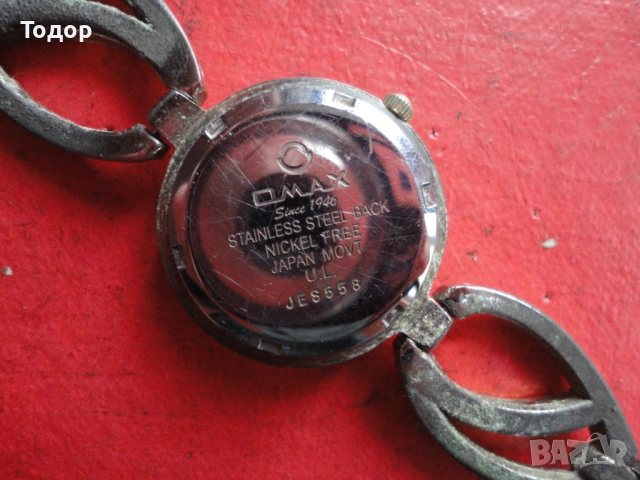 Тодор
OMAX
Since 1946
STAINLESS STEEL BACK
NICKEL FREE
JAPAN MOVT
U.L.
JES558
BAZAR